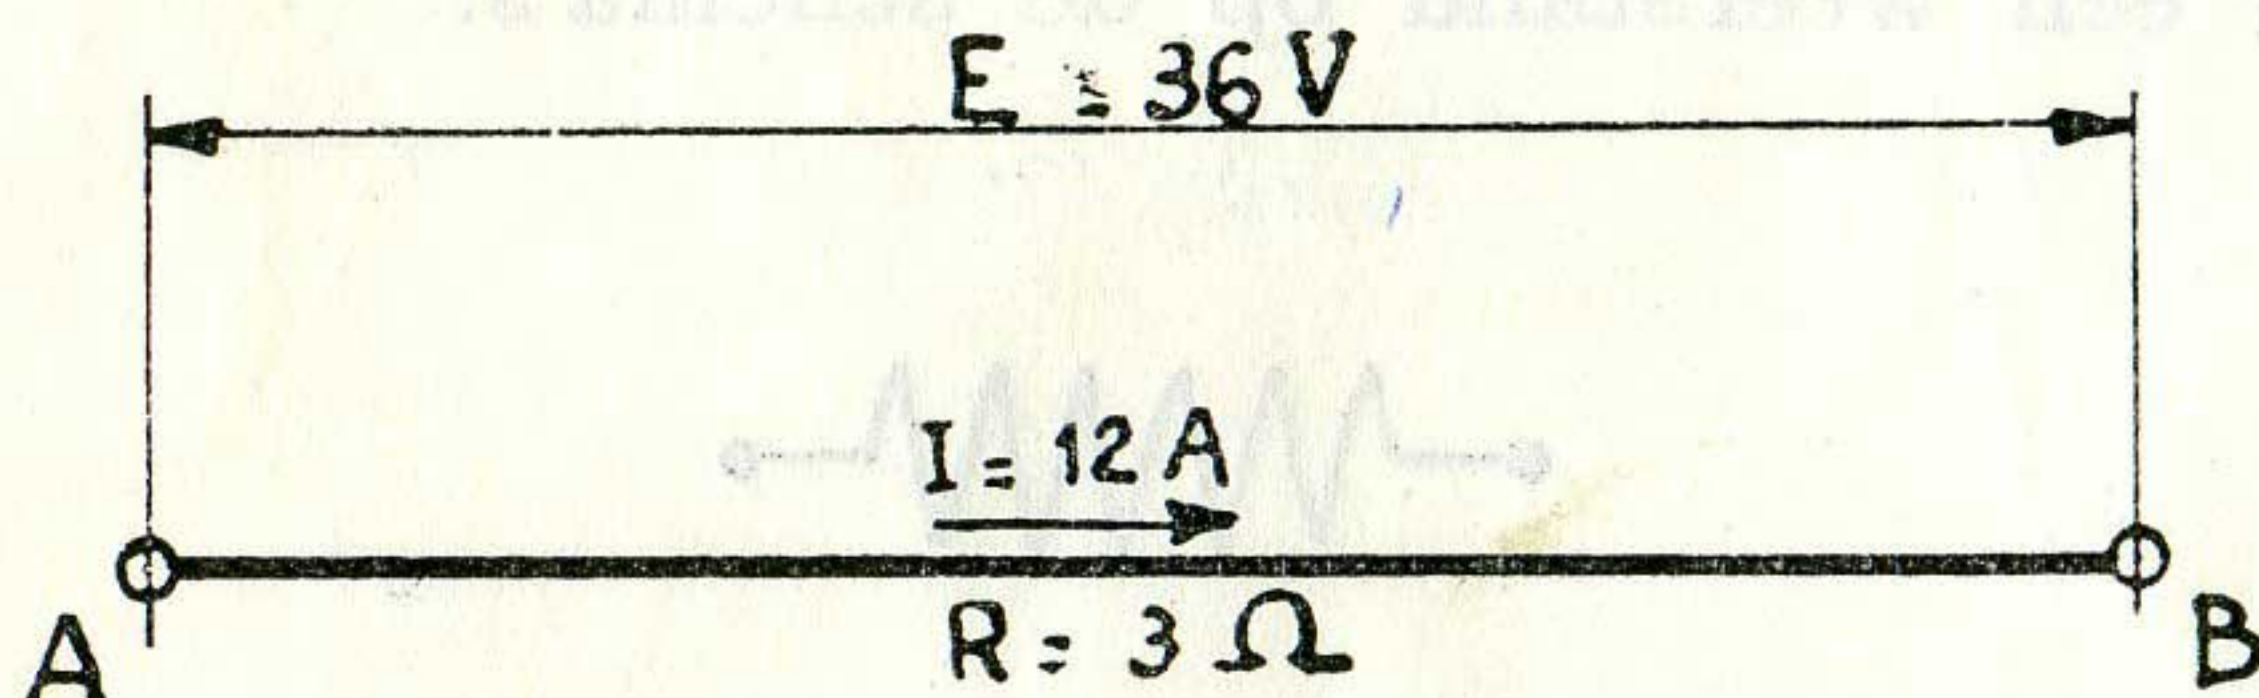 E = 36 V
I = 12 A
R = 3 Ω
A
B